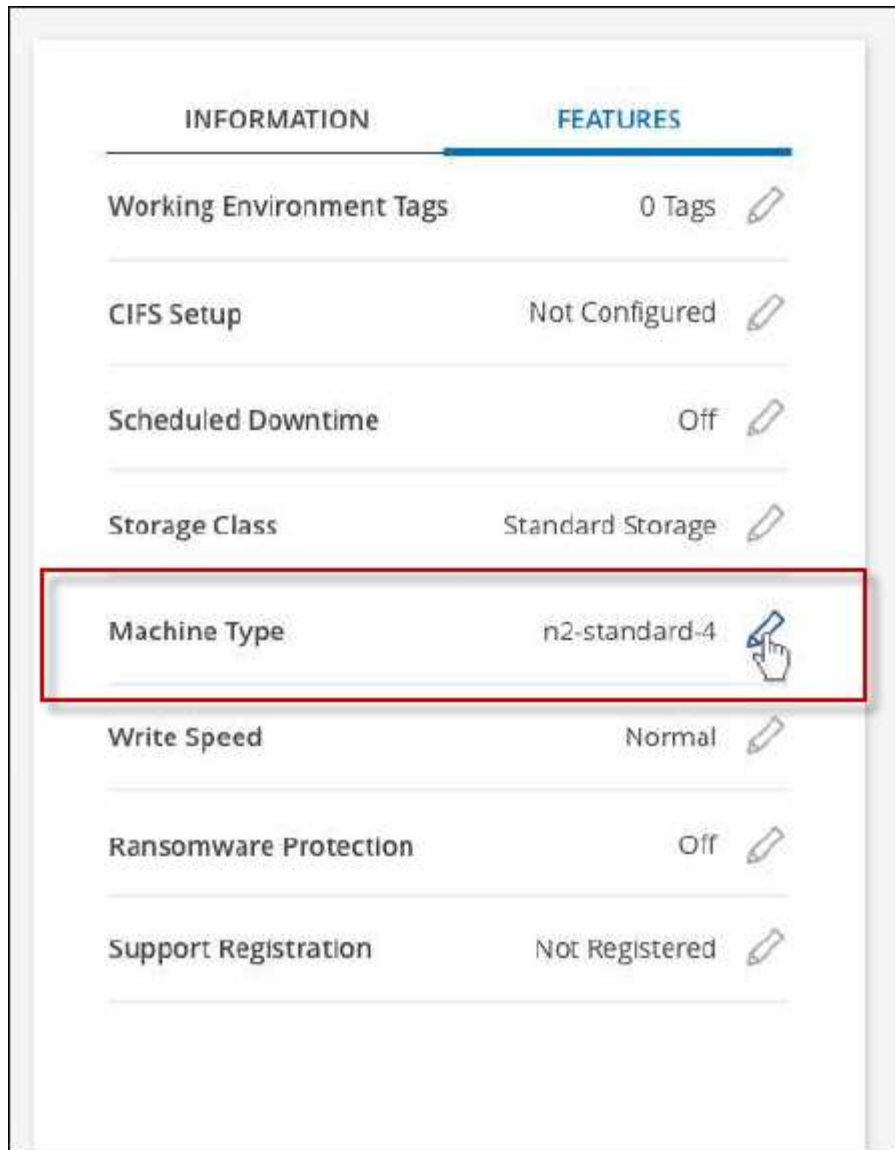 INFORMATION FEATURES
Working Environment Tags 0 Tags
CIFS Setup Not Configured
Scheduled Downtime Off
Storage Class Standard Storage
Machine Type n2-standard-4
Write Speed Normal
Ransomware Protection Off
Support Registration Not Registered